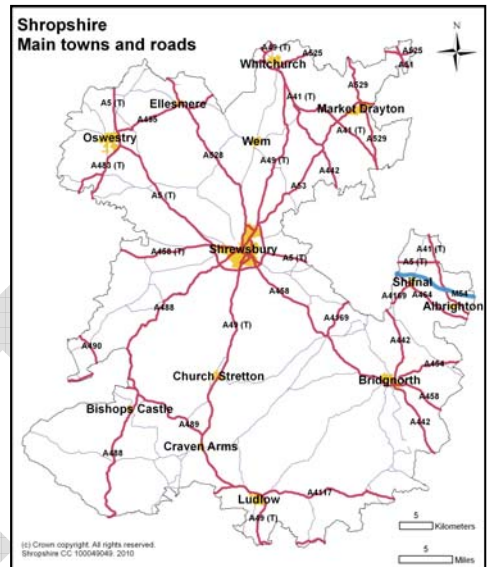 Shropshire
Main towns and roads
N
A49 (T)
A525
Whitchurch
A525
A51
A529
A5 (T)
A495
Ellesmere
A41 (T)
Market Drayton
Oswestry
A528
Wem
A41 (T)
A529
A483 (T)
A49 (T)
A442
A5 (T)
A53
Shrewsbury
A458 (T)
A5 (T)
A41 (T)
A5 (T)
Shifnal
M54
A4169
A464
Albrighton
A488
A458
A49 (T)
A4169
A442
A490
A454
Church Stretton
Bridgnorth
A458
Bishops Castle
A489
A442
Craven Arms
A488
Ludlow
A4117
A49 (T)
5
Kilometers
5
Miles
(c) Crown copyright. All rights reserved.
Shropshire CC 100049049. 2010